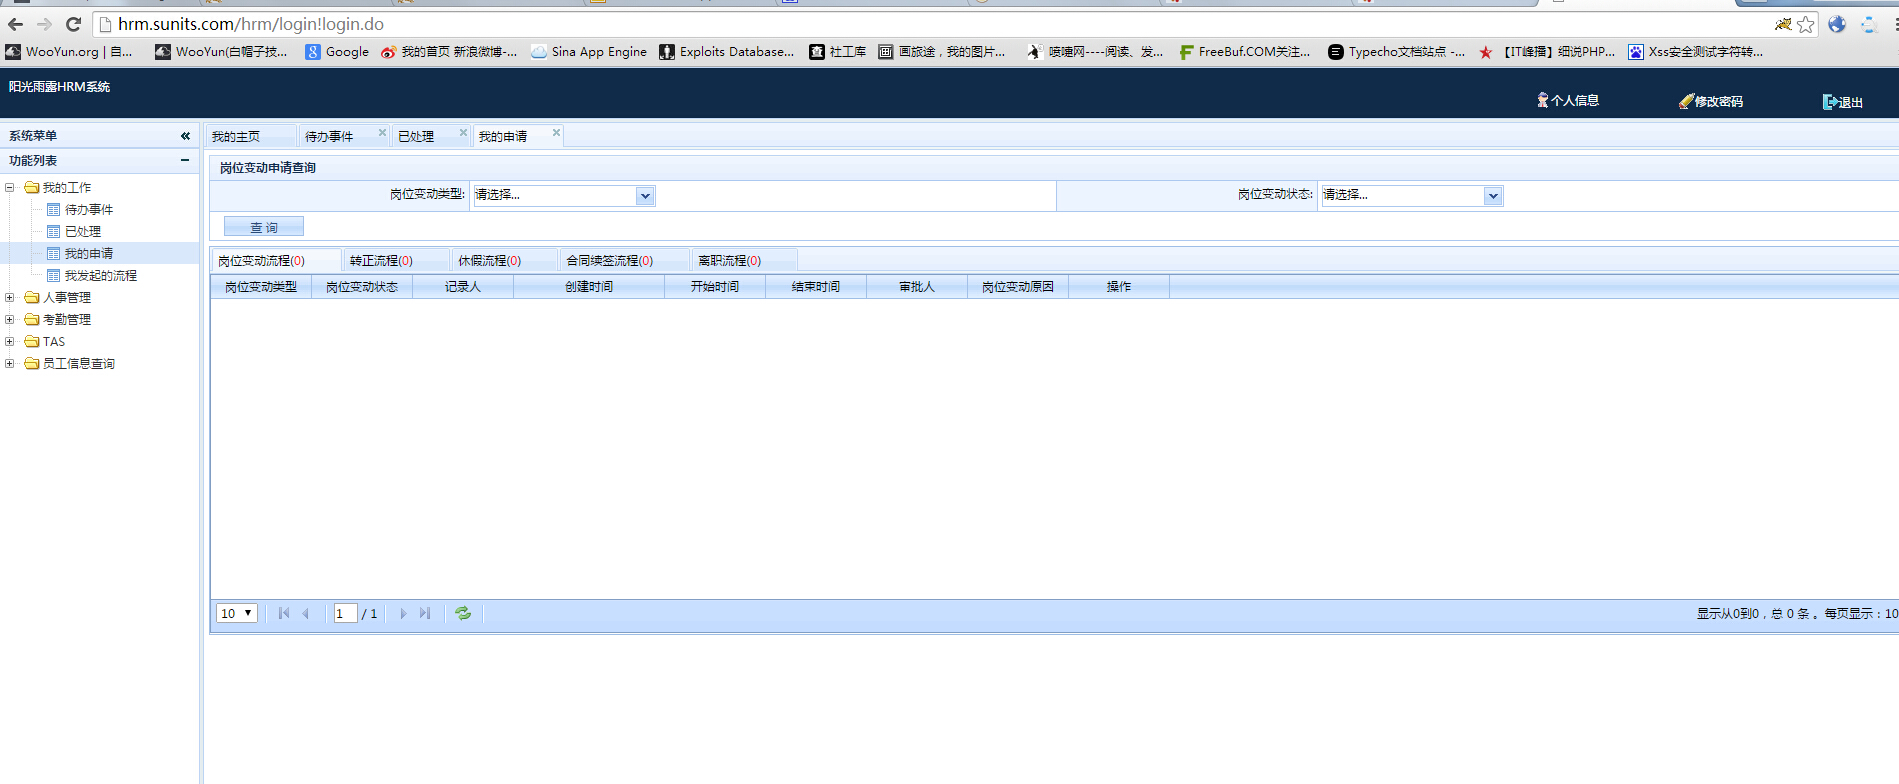 hrm.sunits.com/hrm/login!login.do
WooYun.org | 自... WooYun(白帽子技... Google 我的首页 新浪微博-... Sina App Engine Exploits Database... 社工库 画旅途，我的图片... 喷嚏网----阅读、发... FreeBuf.COM关注... Typecho文档站点 -... 【IT峰播】细说PHP... Xss安全测试字符转...
阳光雨露HRM系统
个人信息 修改密码 退出
系统菜单 «
功能列表
我的工作
待办事件
已处理
我的申请
我发起的流程
人事管理
考勤管理
TAS
员工信息查询
我的主页 待办事件 已处理 我的申请
岗位变动申请查询
岗位变动类型: 请选择... 岗位变动状态: 请选择...
查 询
岗位变动流程(0) 转正流程(0) 休假流程(0) 合同续签流程(0) 离职流程(0)
岗位变动类型 岗位变动状态 记录人 创建时间 开始时间 结束时间 审批人 岗位变动原因 操作
10 1 / 1 显示从0到0，总 0 条 。每页显示：10